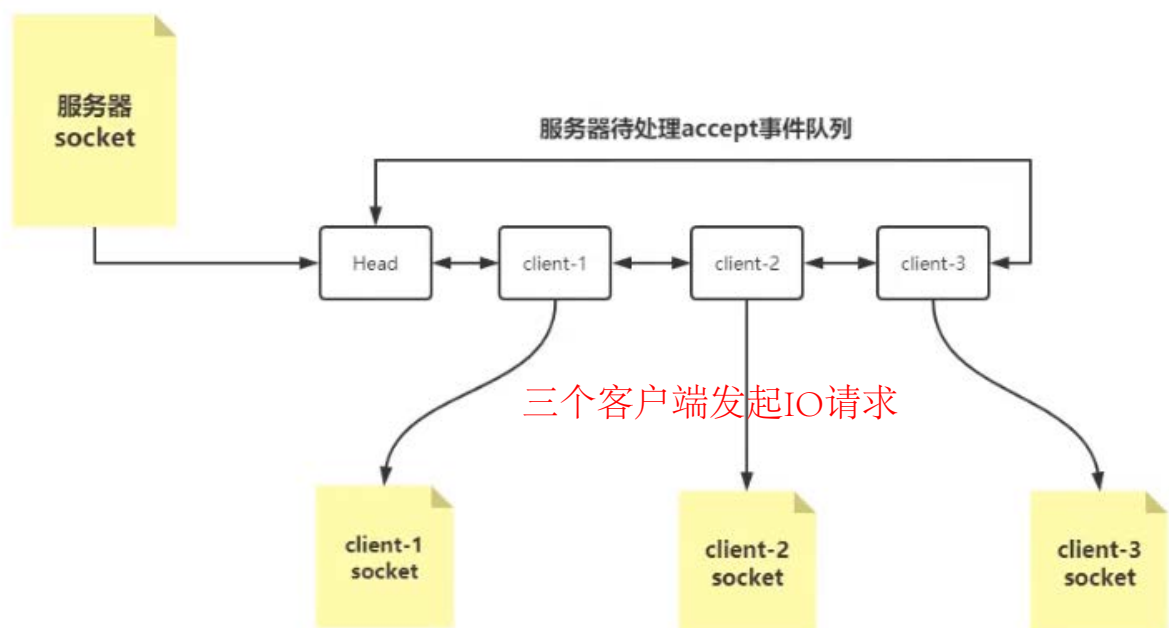 服务器
socket
服务器待处理accept事件队列
Head
client-1
client-2
client-3
三个客户端发起IO请求
client-1
socket
client-2
socket
client-3
socket